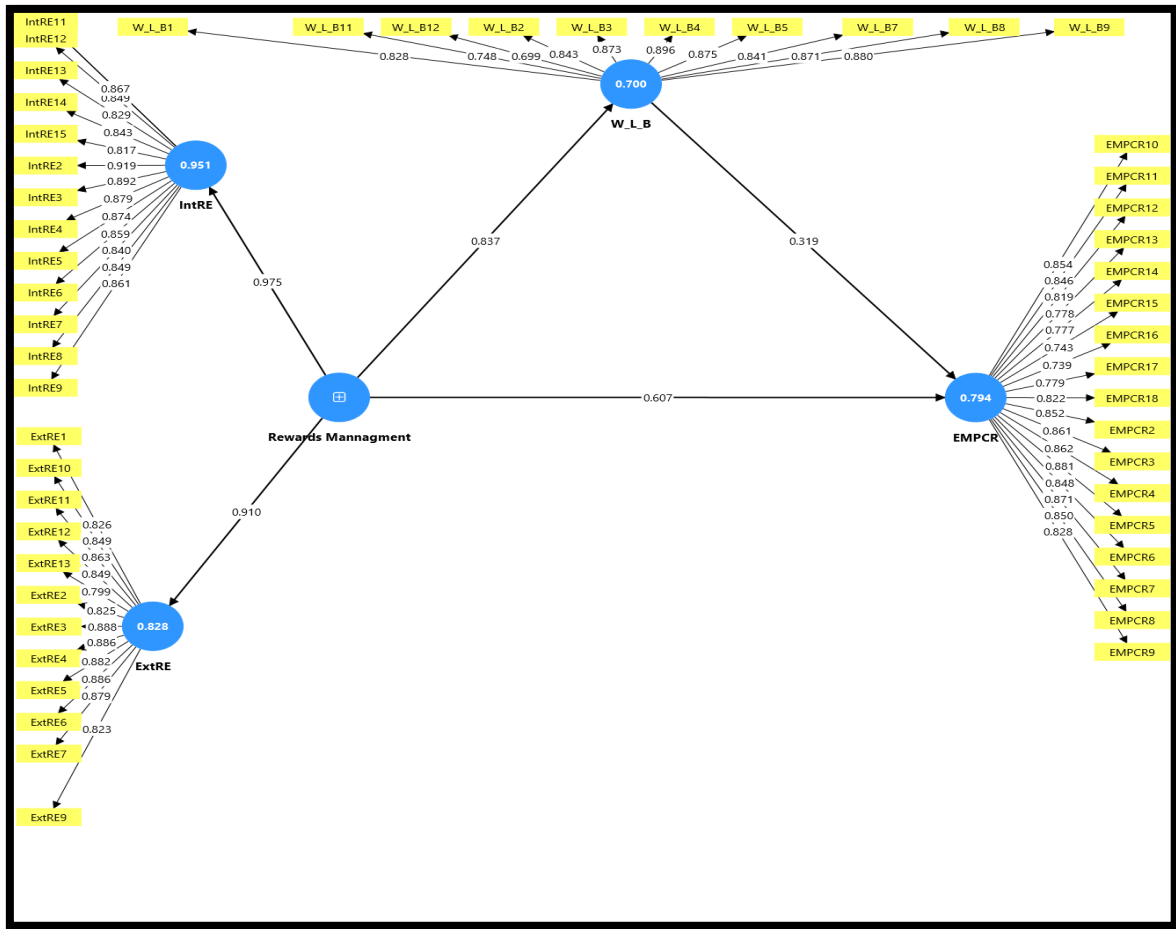 IntRE11
IntRE12
IntRE13
IntRE14
IntRE15
IntRE2
IntRE3
IntRE4
IntRE5
IntRE6
IntRE7
IntRE8
IntRE9
0.867
0.849
0.829
0.843
0.817
0.919
0.892
0.879
0.874
0.859
0.840
0.849
0.861
0.951
IntRE
W_L_B1
W_L_B11
W_L_B12
W_L_B2
W_L_B3
W_L_B4
W_L_B5
W_L_B7
W_L_B8
W_L_B9
0.828
0.748
0.699
0.843
0.873
0.896
0.875
0.841
0.871
0.880
0.700
W_L_B
0.975
0.837
0.319
0.607
0.910
Rewards Mannagment
ExtRE1
ExtRE10
ExtRE11
ExtRE12
ExtRE13
ExtRE2
ExtRE3
ExtRE4
ExtRE5
ExtRE6
ExtRE7
ExtRE9
0.826
0.849
0.863
0.849
0.799
0.825
0.888
0.886
0.882
0.886
0.879
0.823
0.828
ExtRE
0.794
EMPCR
0.854
0.846
0.819
0.778
0.777
0.743
0.739
0.779
0.822
0.852
0.861
0.862
0.881
0.848
0.871
0.850
0.828
EMPCR10
EMPCR11
EMPCR12
EMPCR13
EMPCR14
EMPCR15
EMPCR16
EMPCR17
EMPCR18
EMPCR2
EMPCR3
EMPCR4
EMPCR5
EMPCR6
EMPCR7
EMPCR8
EMPCR9